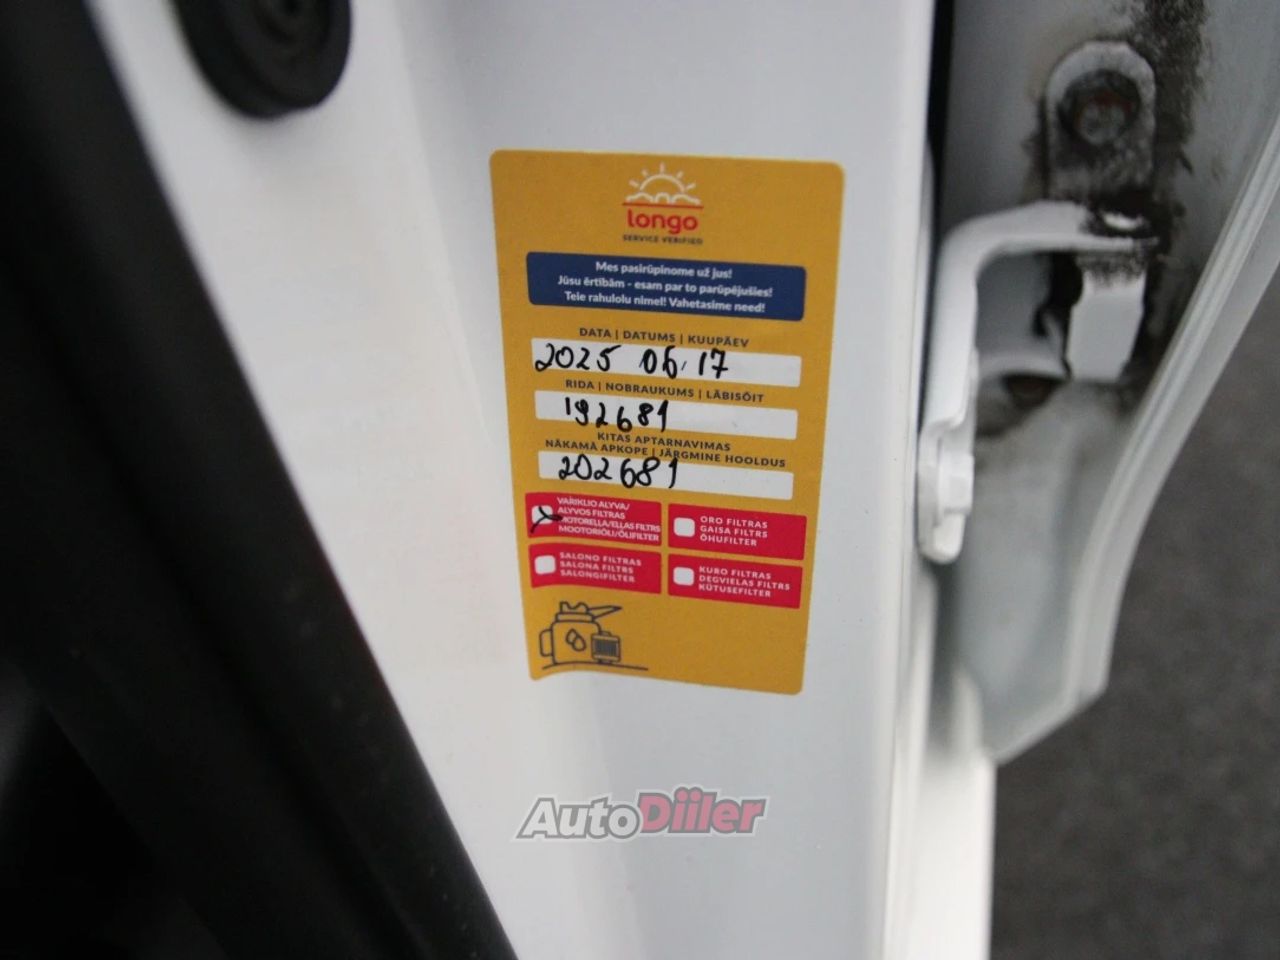 longo
SERVICE VERIFIED
Mes pasirūpinome už jus!
Jūsu ērtībām - esam par to parūpējušies!
Teie rahulolu nimel! Vahetasime need!
DATA | DATUMS | KUUPÄEV
2025 06.17
RIDA | NOBRAUKUMS | LÄBISÕIT
192681
KITAS APTARNAVIMAS
NĀKAMĀ APKOPE | JÄRGMINE HOOLDUS
202681
VARIKLIO ALYVA/
ALYVOS FILTRAS
MOTORELLA/ELLAS FILTRS
MOOTORIÕLI/ÕLIFILTER
ORO FILTRAS
GAISA FILTRS
ÕHUFILTER
SALONO FILTRAS
SALONA FILTRS
SALONGIFILTER
KURO FILTRAS
DEGVIELAS FILTRS
KÜTUSEFILTER
AutoDiiler